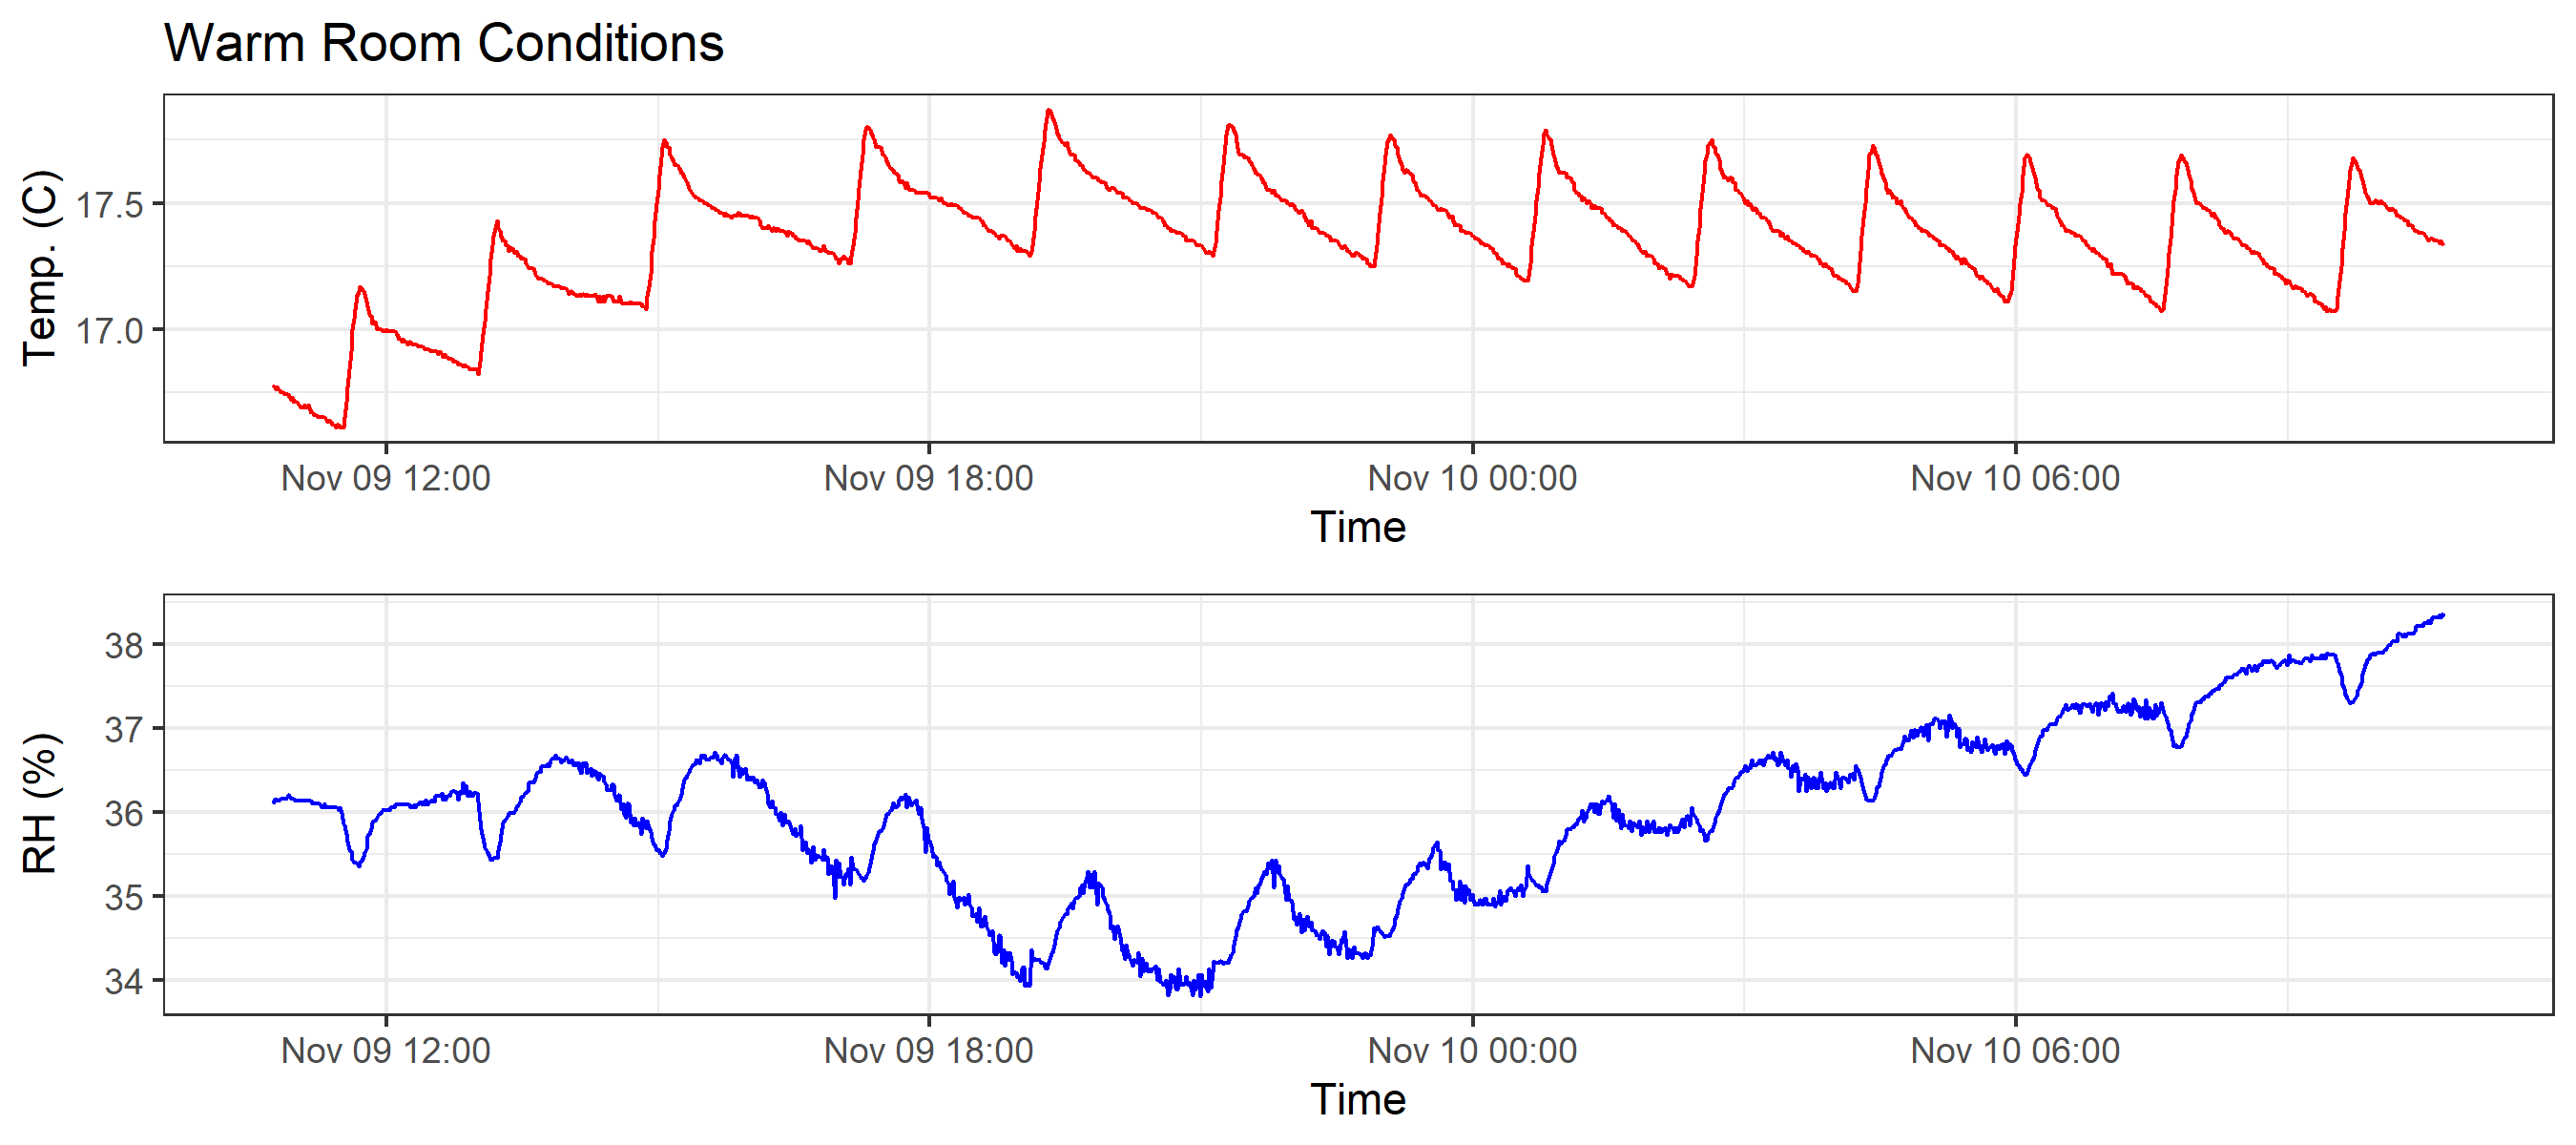 Warm Room Conditions
Temp. (C)
17.5
17.0
Nov 09 12:00 Nov 09 18:00 Nov 10 00:00 Nov 10 06:00
Time
RH (%)
38
37
36
35
34
Nov 09 12:00 Nov 09 18:00 Nov 10 00:00 Nov 10 06:00
Time